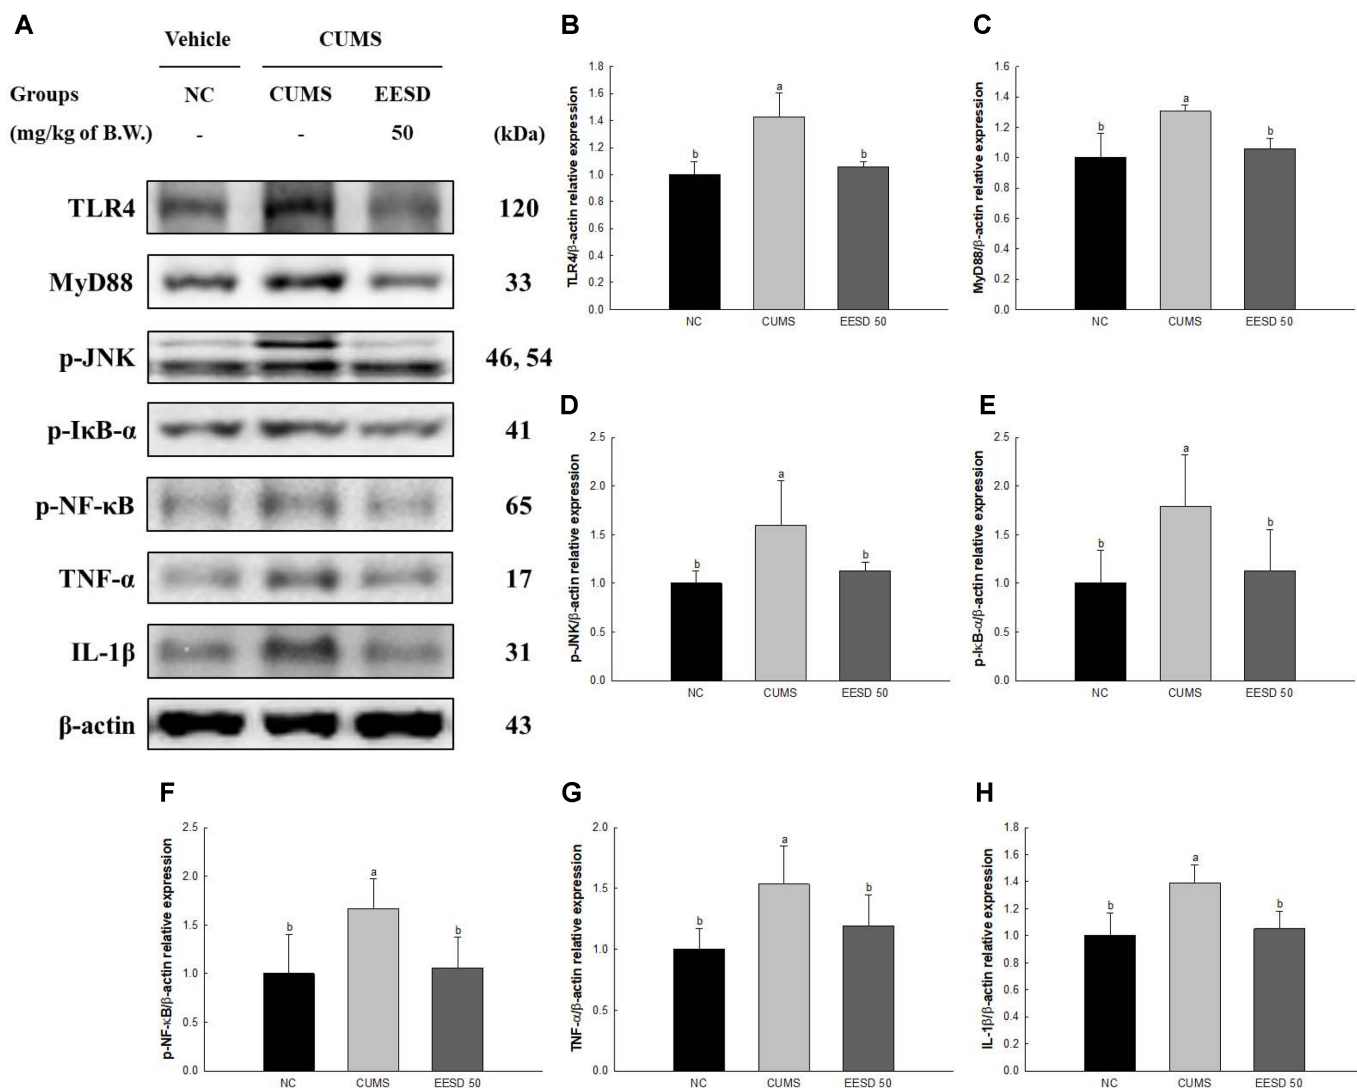 A
Vehicle CUMS
Groups NC CUMS EESD
(mg/kg of B.W.) - - 50 (kDa)
TLR4 120
MyD88 33
p-JNK 46, 54
p-IκB-α 41
p-NF-κB 65
TNF-α 17
IL-1β 31
β-actin 43
B
TLR4/β-actin relative expression
1.8
1.6
1.4
1.2
1.0
0.8
0.6
0.4
0.2
0.0
b a b
NC CUMS EESD 50
C
MyD88/β-actin relative expression
1.6
1.4
1.2
1.0
0.8
0.6
0.4
0.2
0.0
b a b
NC CUMS EESD 50
D
p-JNK/β-actin relative expression
2.5
2.0
1.5
1.0
0.5
0.0
b a b
NC CUMS EESD 50
E
p-IκB-α/β-actin relative expression
2.5
2.0
1.5
1.0
0.5
0.0
b a b
NC CUMS EESD 50
F
p-NF-κB/β-actin relative expression
2.5
2.0
1.5
1.0
0.5
0.0
b a b
NC CUMS EESD 50
G
TNF-α/β-actin relative expression
2.0
1.5
1.0
0.5
0.0
b a b
NC CUMS EESD 50
H
IL-1β/β-actin relative expression
1.8
1.6
1.4
1.2
1.0
0.8
0.6
0.4
0.2
0.0
b a b
NC CUMS EESD 50